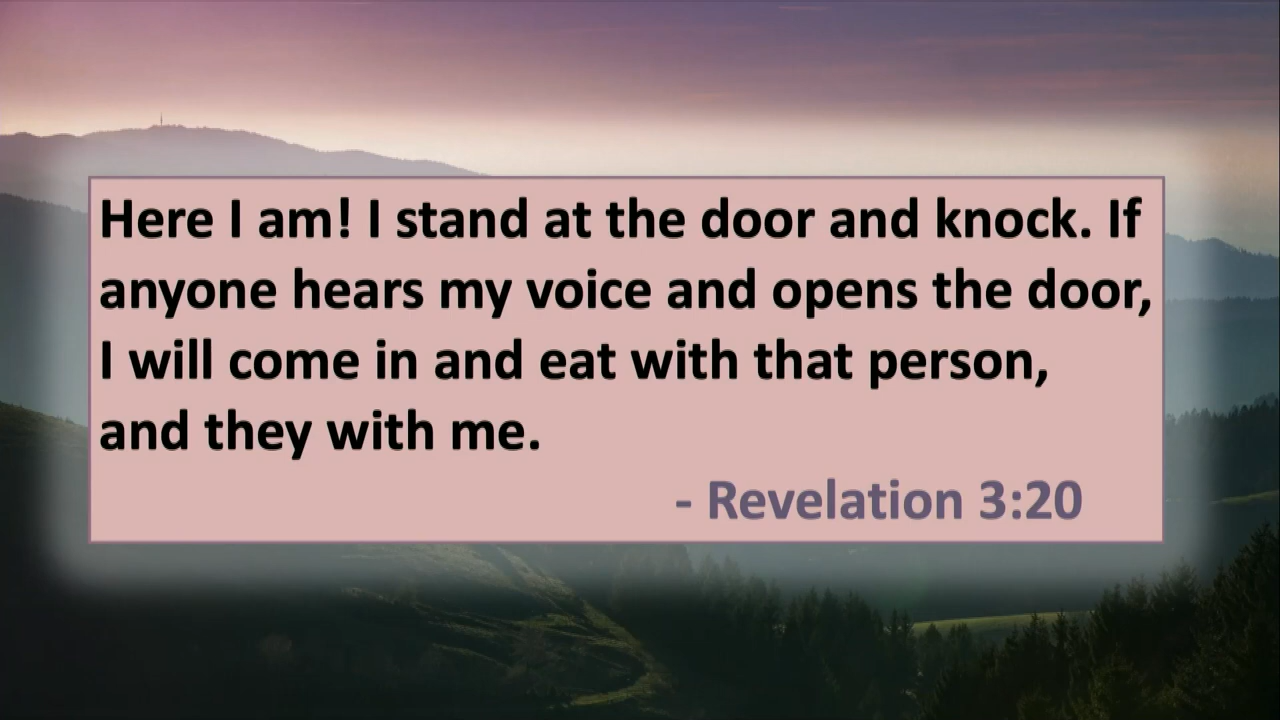 Here I am! I stand at the door and knock. If
anyone hears my voice and opens the door,
I will come in and eat with that person,
and they with me.
- Revelation 3:20